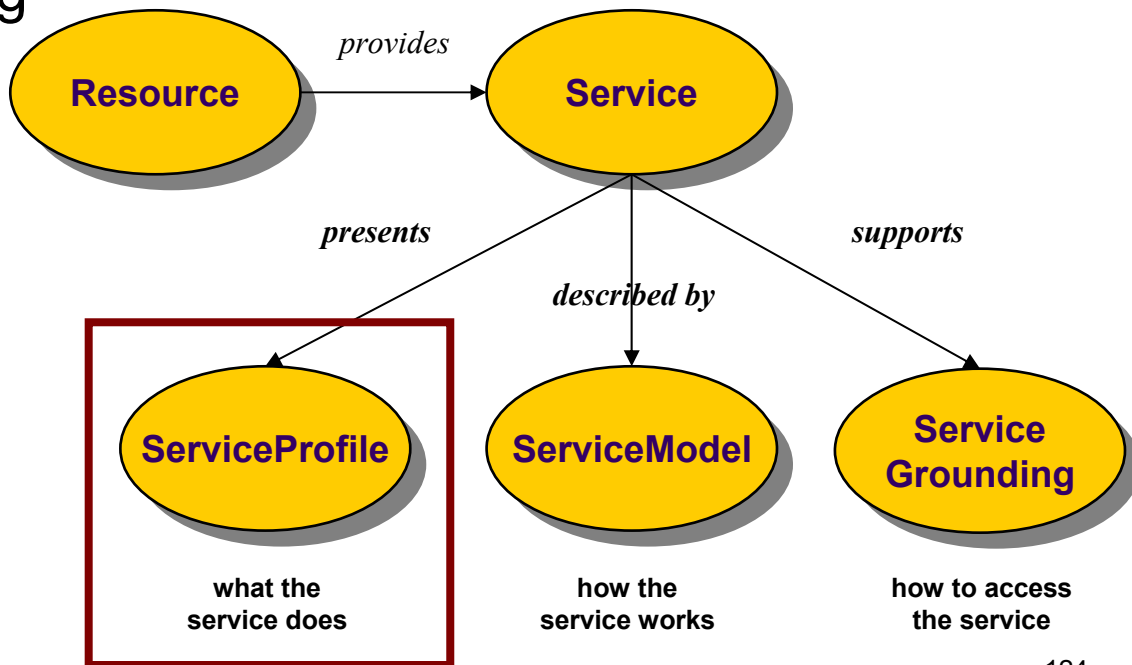 g
provides
Resource
Service
presents
supports
described by
ServiceProfile
ServiceModel
Service
Grounding
what the
service does
how the
service works
how to access
the service